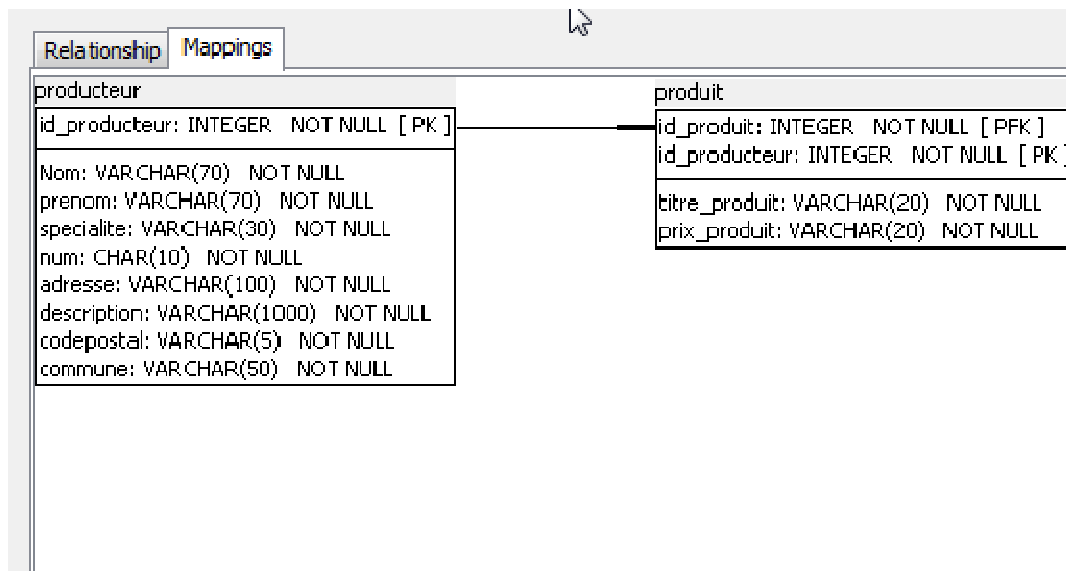 Relationship Mappings
producteur
id_producteur: INTEGER NOT NULL [ PK ]
Nom: VARCHAR(70) NOT NULL
prenom: VARCHAR(70) NOT NULL
specialite: VARCHAR(30) NOT NULL
num: CHAR(10) NOT NULL
adresse: VARCHAR(100) NOT NULL
description: VARCHAR(1000) NOT NULL
codepostal: VARCHAR(5) NOT NULL
commune: VARCHAR(50) NOT NULL
produit
id_produit: INTEGER NOT NULL [ PFK ]
id_producteur: INTEGER NOT NULL [ PK ]
titre_produit: VARCHAR(20) NOT NULL
prix_produit: VARCHAR(20) NOT NULL